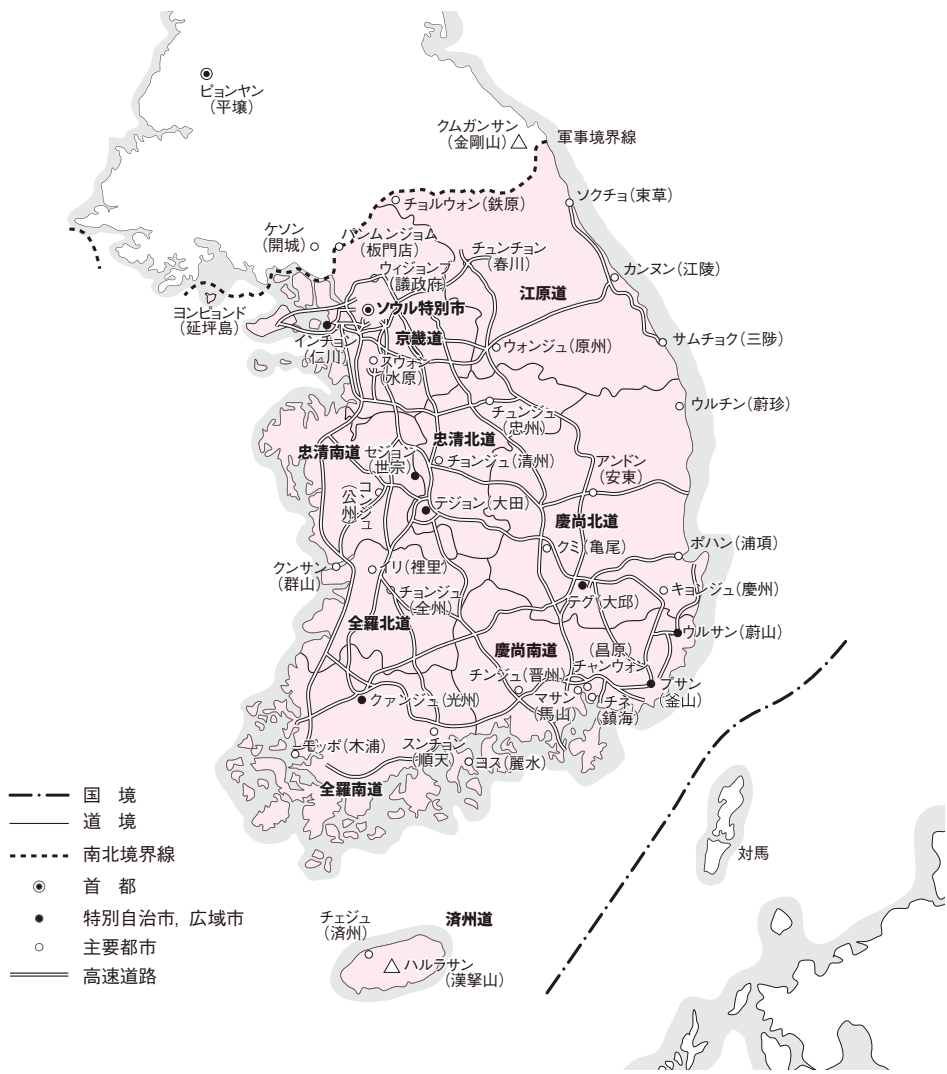 ピョンヤン
(平壌)
クムガンサン
(金剛山)
軍事境界線
チョルウォン(鉄原)
ソクチョ(束草)
ケソン
(開城)
パンムンジョム
(板門店)
チュンチョン
(春川)
ウィジョンブ
(議政府)
カンヌン(江陵)
江原道
ヨンピョンド
(延坪島)
ソウル特別市
インチョン
(仁川)
京畿道
スウォン
(水原)
ウォンジュ(原州)
サムチョク(三陟)
チュンジュ
(忠州)
ウルチン(蔚珍)
忠清南道
セジョン
(世宗)
忠清北道
チョンジュ(清州)
アンドン
(安東)
コンジュ
(公州)
テジョン(大田)
慶尚北道
クミ(亀尾)
ポハン(浦項)
クンサン
(群山)
イリ(裡里)
チョンジュ
(全州)
テグ(大邱)
キョンジュ(慶州)
全羅北道
慶尚南道
(昌原)
チャンウォン
ウルサン(蔚山)
チンジュ(晋州)
マサン
(馬山)
チネ
(鎮海)
プサン
(釜山)
クァンジュ(光州)
モッポ(木浦)
スンチョン
(順天)
ヨス(麗水)
全羅南道
国 境
道 境
南北境界線
首 都
特別自治市, 広域市
主要都市
高速道路
対馬
チェジュ
(済州)
済州道
ハルラサン
(漢拏山)